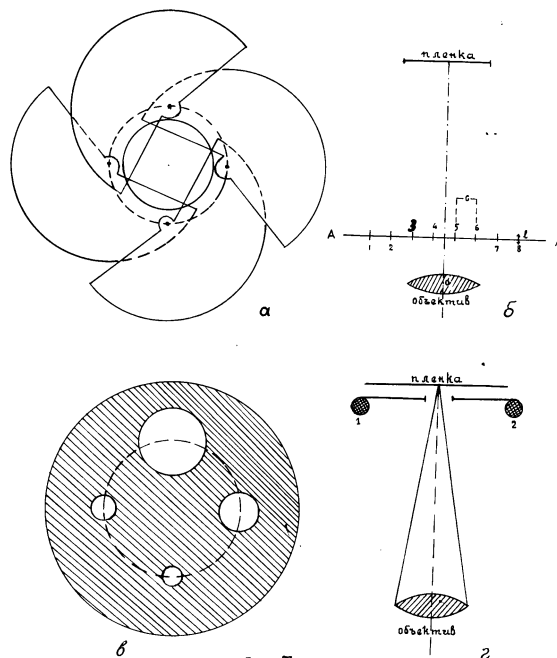 пленка
A 1 2 3 4 5 6 7 8 l
c
d
объектив
а
б
пленка
1 2
объектив
в
г